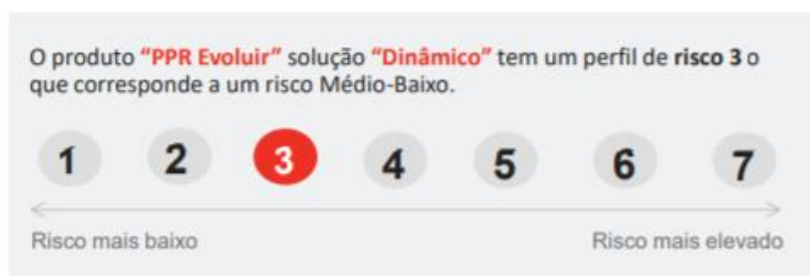 O produto “PPR Evoluir” solução “Dinâmico” tem um perfil de risco 3 o
que corresponde a um risco Médio-Baixo.
1 2 3 4 5 6 7
Risco mais baixo Risco mais elevado